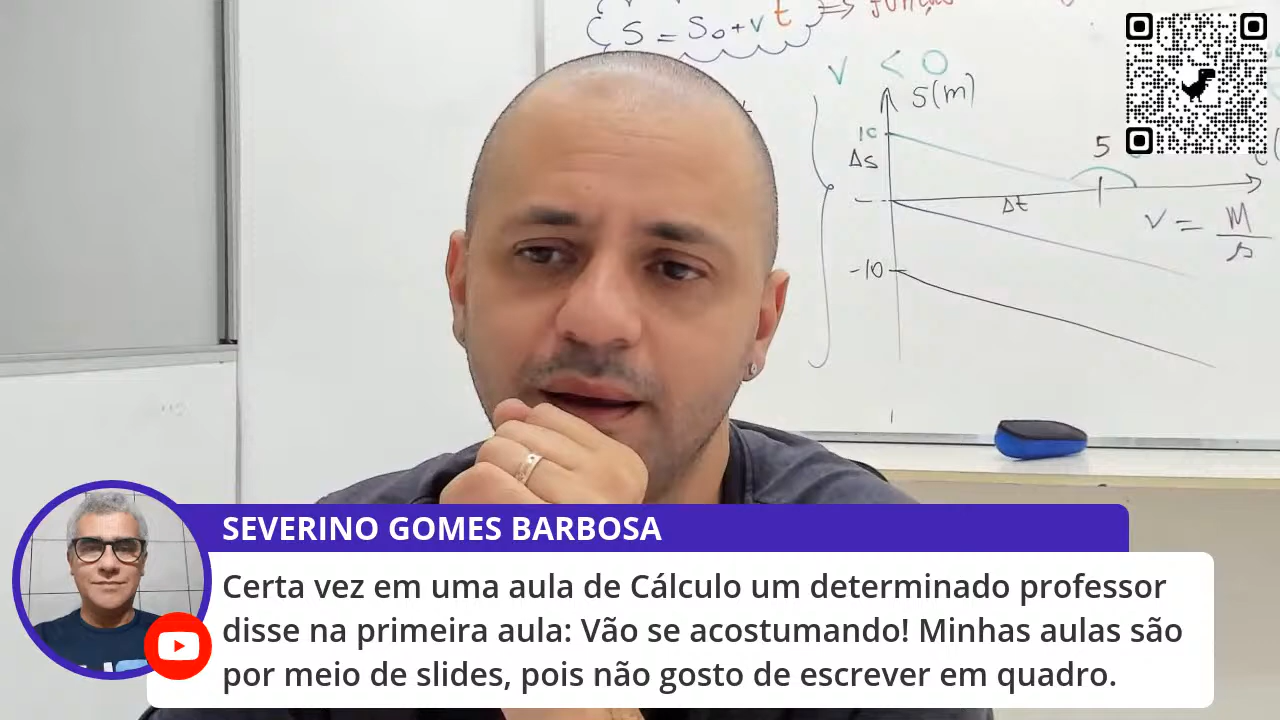 S = S₀ + v t
v < 0
S(m)
10
Δs
5
Δt
v = M
s
-10
SEVERINO GOMES BARBOSA
Certa vez em uma aula de Cálculo um determinado professor
disse na primeira aula: Vão se acostumando! Minhas aulas são
por meio de slides, pois não gosto de escrever em quadro.